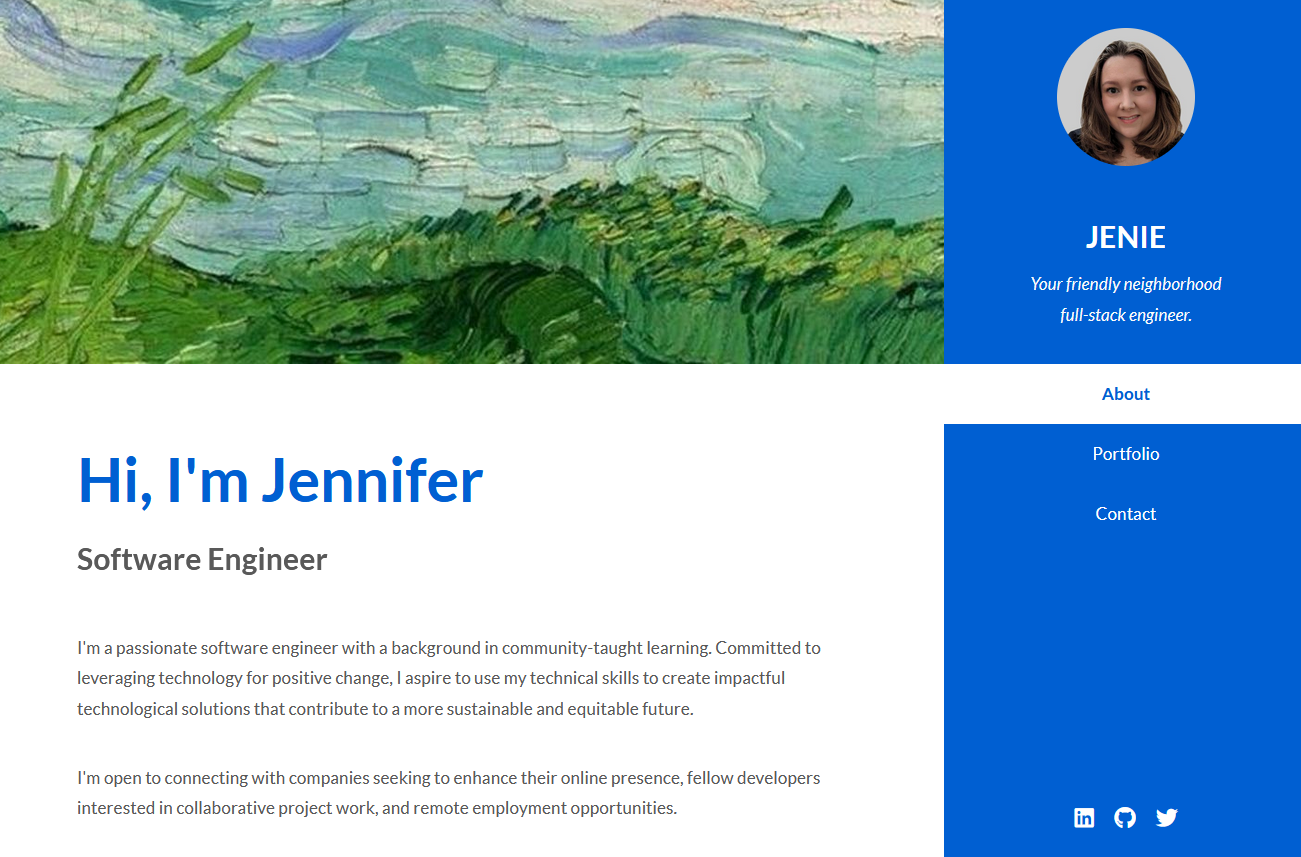 JENIE
Your friendly neighborhood
full-stack engineer.
About
Portfolio
Contact
Hi, I'm Jennifer
Software Engineer
I'm a passionate software engineer with a background in community-taught learning. Committed to
leveraging technology for positive change, I aspire to use my technical skills to create impactful
technological solutions that contribute to a more sustainable and equitable future.
I'm open to connecting with companies seeking to enhance their online presence, fellow developers
interested in collaborative project work, and remote employment opportunities.
in